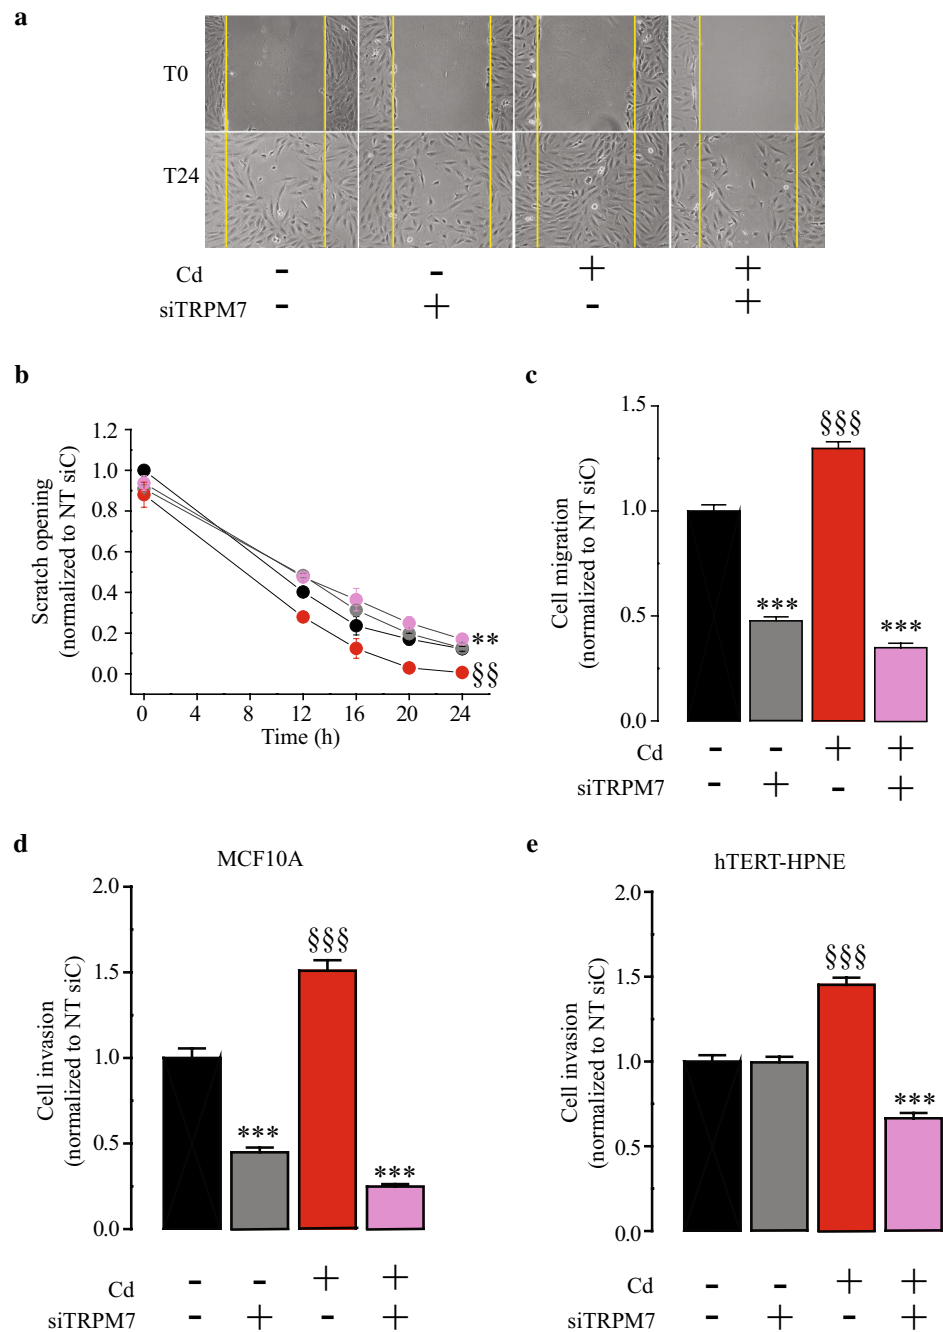 a
T0
T24
Cd - - + +
siTRPM7 - + - +
b
Scratch opening
(normalized to NT siC)
1.2
1.0
0.8
0.6
0.4
0.2
0.0
**
§§
0 4 8 12 16 20 24
Time (h)
c
Cell migration
(normalized to NT siC)
1.5
1.0
0.5
0.0
***
§§§
***
Cd - - + +
siTRPM7 - + - +
d
MCF10A
Cell invasion
(normalized to NT siC)
2.0
1.5
1.0
0.5
0.0
***
§§§
***
Cd - - + +
siTRPM7 - + - +
e
hTERT-HPNE
Cell invasion
(normalized to NT siC)
2.0
1.5
1.0
0.5
0.0
§§§
***
Cd - - + +
siTRPM7 - + - +